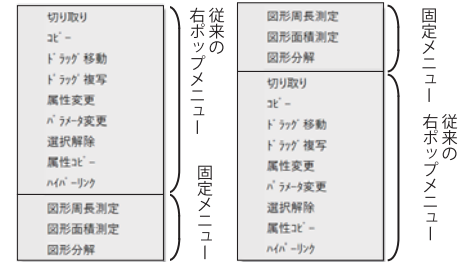 切り取り
ｺﾋﾟｰ
ﾄﾞﾗｯｸﾞ移動
ﾄﾞﾗｯｸﾞ複写
属性変更
ﾊﾟﾗﾒｰﾀ変更
選択解除
属性ｺﾋﾟｰ
ﾊｲﾊﾟｰﾘﾝｸ
図形周長測定
図形面積測定
図形分解
従来の
右ポップメニュー
固定メニュー
図形周長測定
図形面積測定
図形分解
切り取り
ｺﾋﾟｰ
ﾄﾞﾗｯｸﾞ移動
ﾄﾞﾗｯｸﾞ複写
属性変更
ﾊﾟﾗﾒｰﾀ変更
選択解除
属性ｺﾋﾟｰ
ﾊｲﾊﾟｰﾘﾝｸ
固定メニュー
従来の
右ポップメニュー